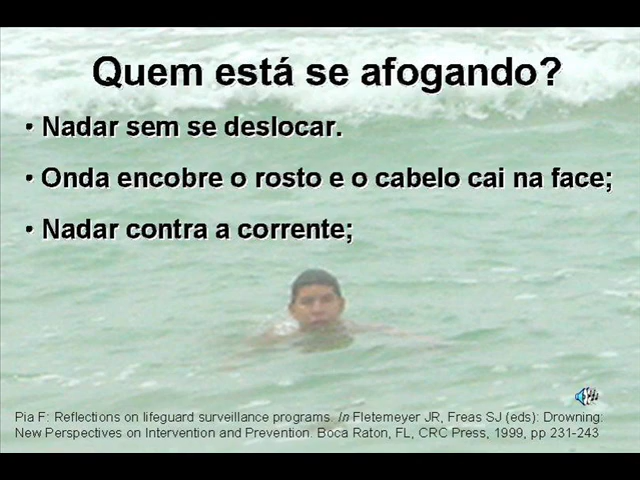 Quem está se afogando?
• Nadar sem se deslocar.
• Onda encobre o rosto e o cabelo cai na face;
• Nadar contra a corrente;
Pia F: Reflections on lifeguard surveillance programs. In Fletemeyer JR, Freas SJ (eds): Drowning:
New Perspectives on Intervention and Prevention. Boca Raton, FL, CRC Press, 1999, pp 231-243